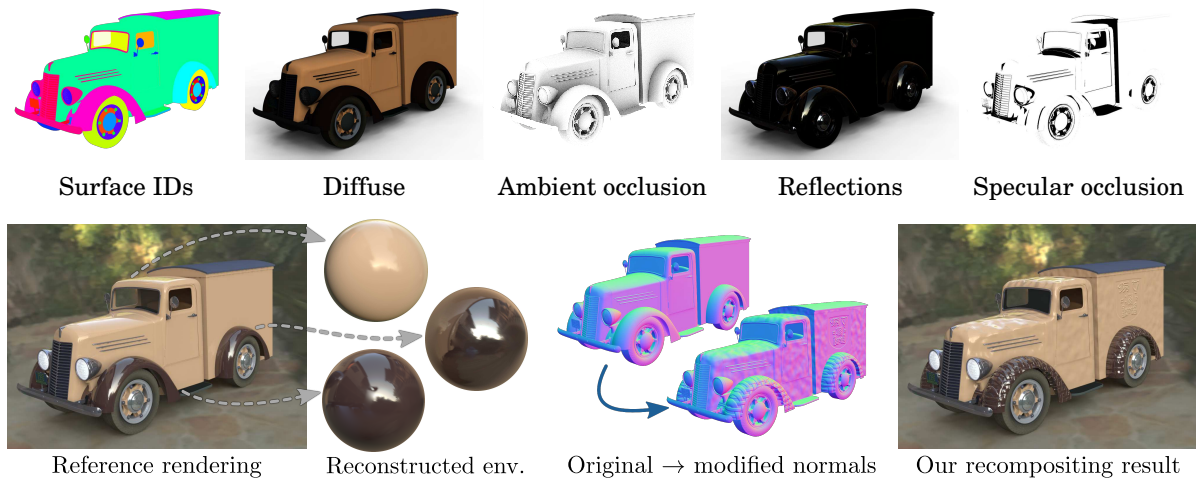 Surface IDs
Diffuse
Ambient occlusion
Reflections
Specular occlusion
Reference rendering
Reconstructed env.
Original → modified normals
Our recompositing result